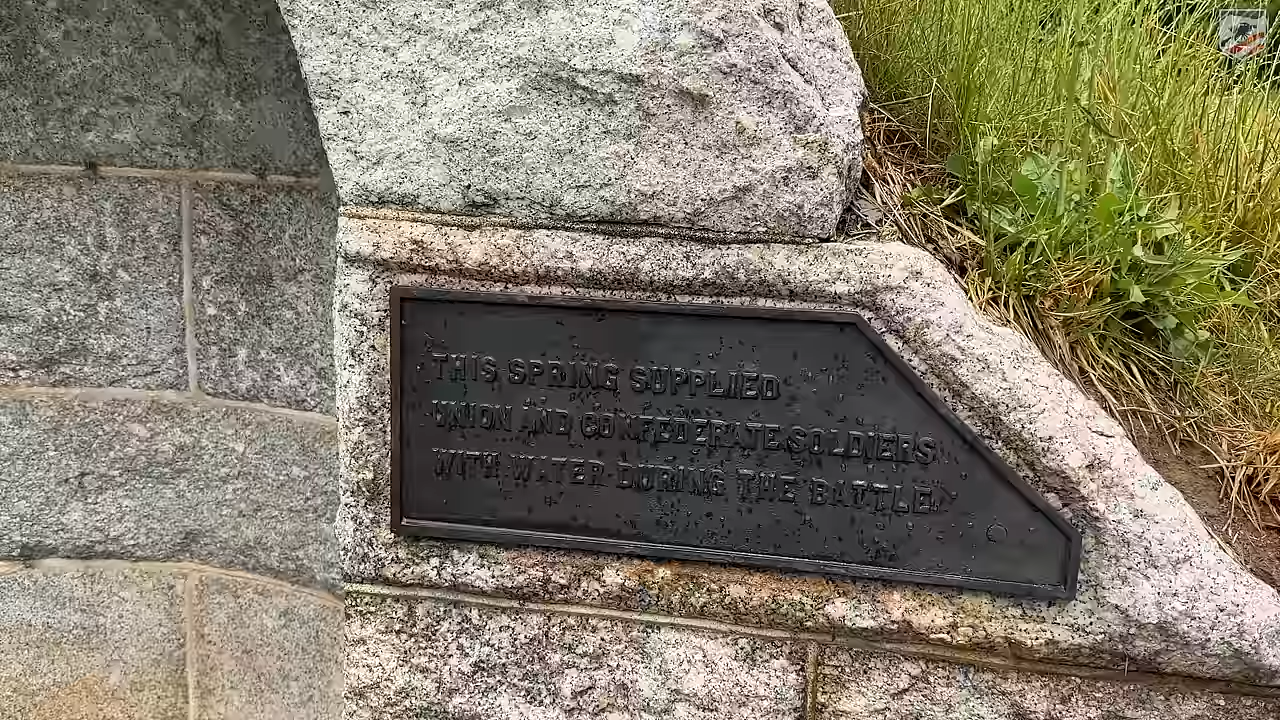 THIS SPRING SUPPLIED
UNION AND CONFEDERATE SOLDIERS
WITH WATER DURING THE BATTLE.